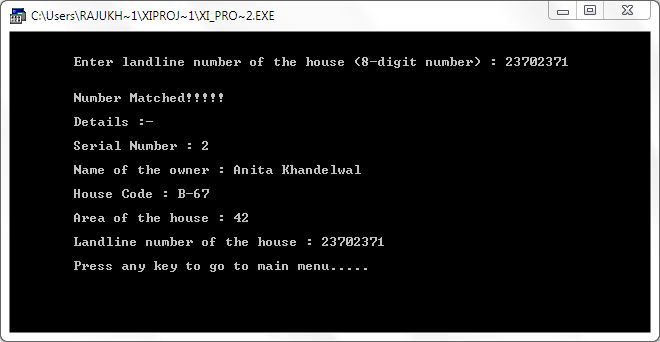 C:\Users\RAJUKH~1\XIPROJ~1\XI_PRO~2.EXE
Enter landline number of the house (8-digit number) : 23702371
Number Matched!!!!!
Details :-
Serial Number : 2
Name of the owner : Anita Khandelwal
House Code : B-67
Area of the house : 42
Landline number of the house : 23702371
Press any key to go to main menu.....